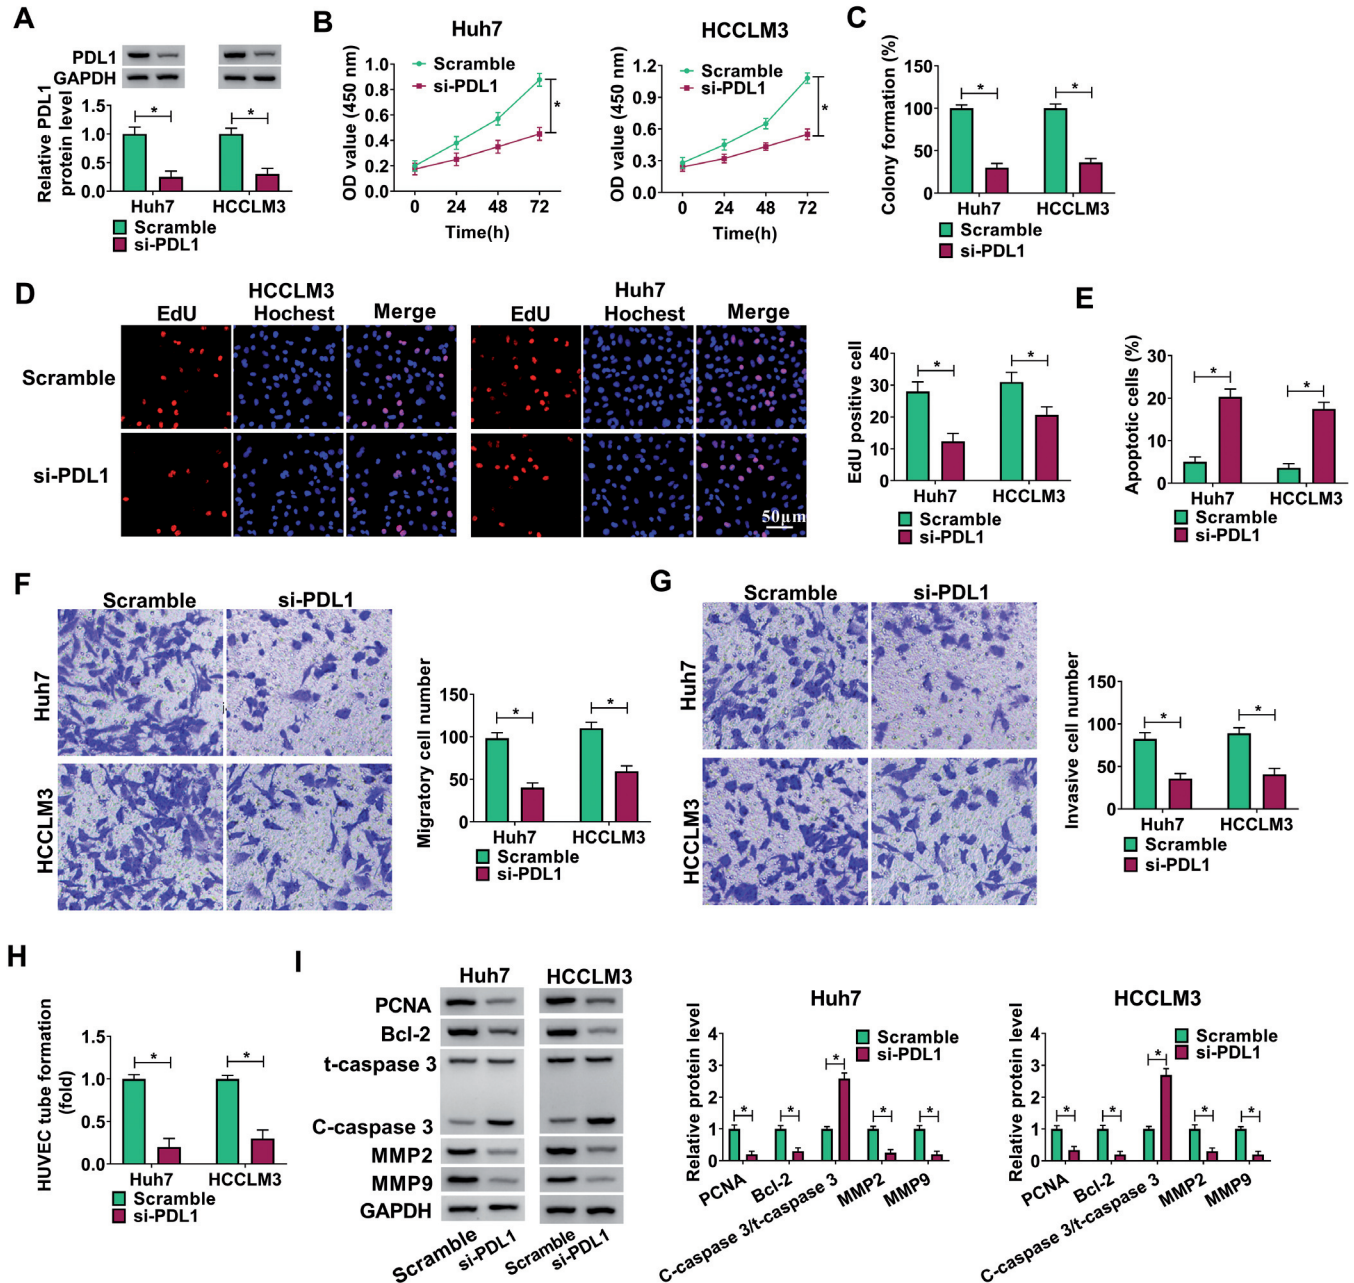 A
PDL1
GAPDH
Relative PDL1
protein level
1.5
1.0
0.5
0.0
*
*
Huh7
HCCLM3
Scramble
si-PDL1
B
Huh7
Scramble
si-PDL1
OD value (450 nm)
1.0
0.8
0.6
0.4
0.2
0.0
*
0 24 48 72
Time(h)
HCCLM3
Scramble
si-PDL1
OD value (450 nm)
1.2
0.9
0.6
0.3
0.0
*
0 24 48 72
Time(h)
C
Colony formation (%)
150
100
50
0
*
*
Huh7
HCCLM3
Scramble
si-PDL1
D
HCCLM3
Huh7
EdU Hochest Merge
EdU Hochest Merge
Scramble
si-PDL1
50μm
EdU positive cell
40
30
20
10
0
*
*
Huh7
HCCLM3
Scramble
si-PDL1
E
Apoptotic cells (%)
30
20
10
0
*
*
Huh7
HCCLM3
Scramble
si-PDL1
F
Scramble
si-PDL1
Huh7
HCCLM3
Migratory cell number
150
100
50
0
*
*
Huh7
HCCLM3
Scramble
si-PDL1
G
Scramble
si-PDL1
Huh7
HCCLM3
Invasive cell number
150
100
50
0
*
*
Huh7
HCCLM3
Scramble
si-PDL1
H
HUVEC tube formation
(fold)
1.5
1.0
0.5
0.0
*
*
Huh7
HCCLM3
Scramble
si-PDL1
I
Huh7
HCCLM3
PCNA
Bcl-2
t-caspase 3
C-caspase 3
MMP2
MMP9
GAPDH
Scramble
si-PDL1
Scramble
si-PDL1
Huh7
Relative protein level
4
3
2
1
0
Scramble
si-PDL1
*
*
*
*
*
PCNA
Bcl-2
C-caspase 3/t-caspase 3
MMP2
MMP9
HCCLM3
Relative protein level
4
3
2
1
0
Scramble
si-PDL1
*
*
*
*
*
PCNA
Bcl-2
C-caspase 3/t-caspase 3
MMP2
MMP9